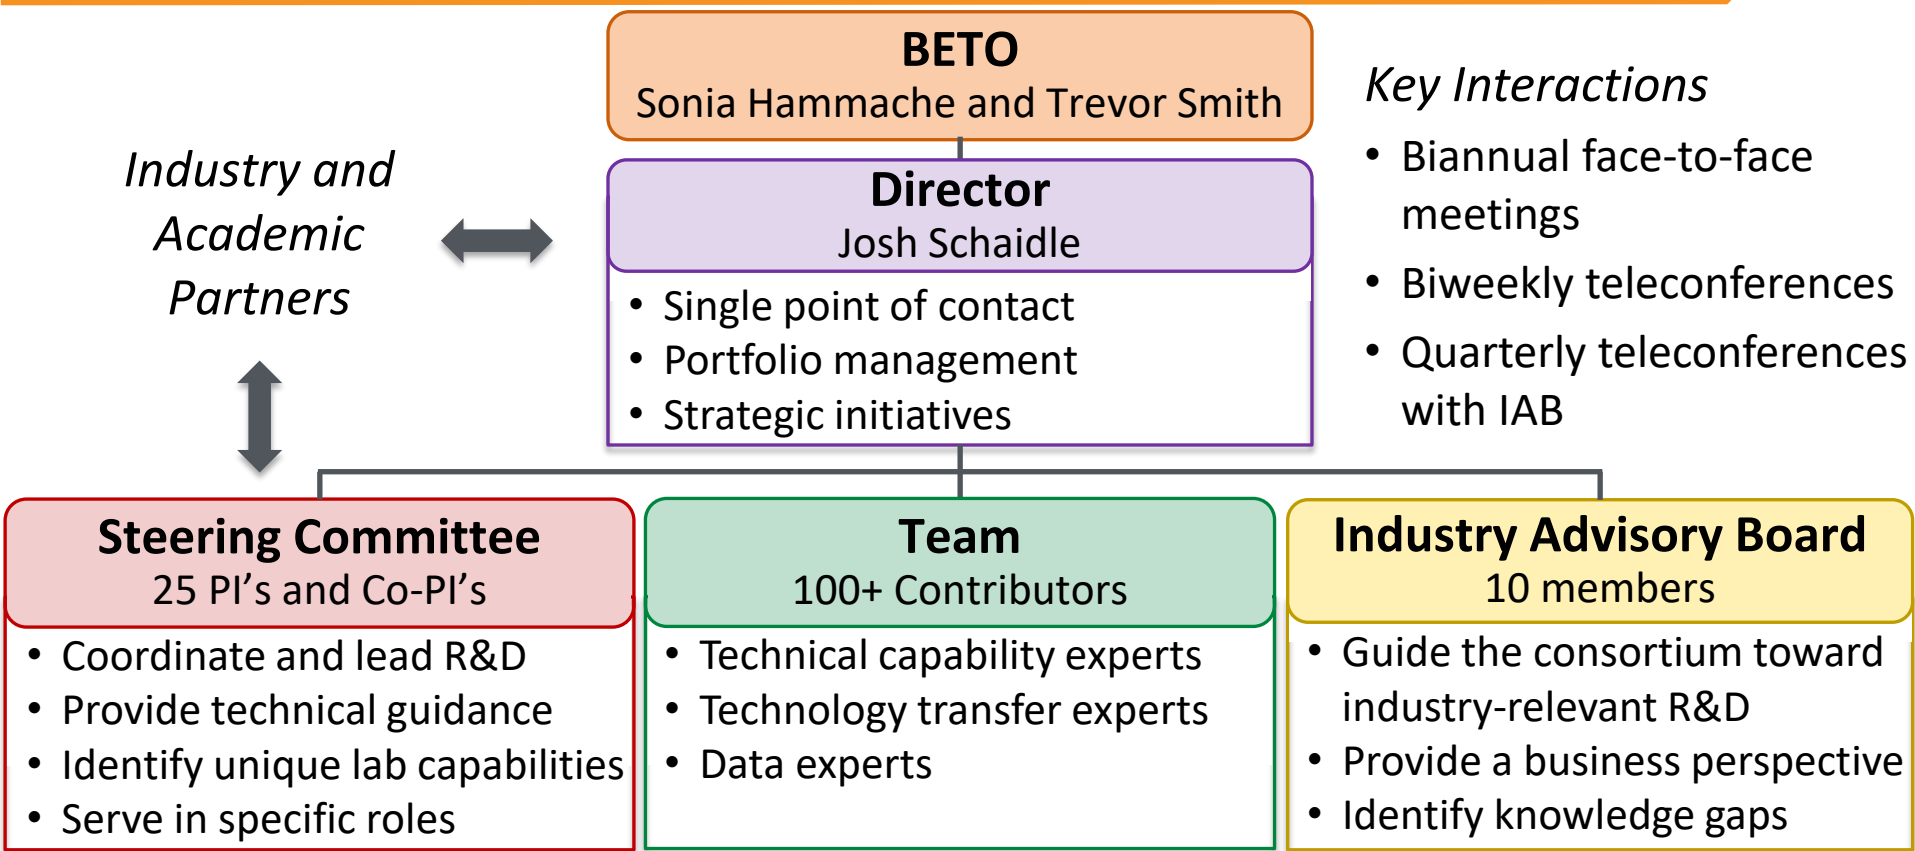 BETO
Sonia Hammache and Trevor Smith
Industry and
Academic
Partners
Director
Josh Schaidle
• Single point of contact
• Portfolio management
• Strategic initiatives
Key Interactions
• Biannual face-to-face
meetings
• Biweekly teleconferences
• Quarterly teleconferences
with IAB
Steering Committee
25 PI’s and Co-PI’s
• Coordinate and lead R&D
• Provide technical guidance
• Identify unique lab capabilities
• Serve in specific roles
Team
100+ Contributors
• Technical capability experts
• Technology transfer experts
• Data experts
Industry Advisory Board
10 members
• Guide the consortium toward
industry-relevant R&D
• Provide a business perspective
• Identify knowledge gaps